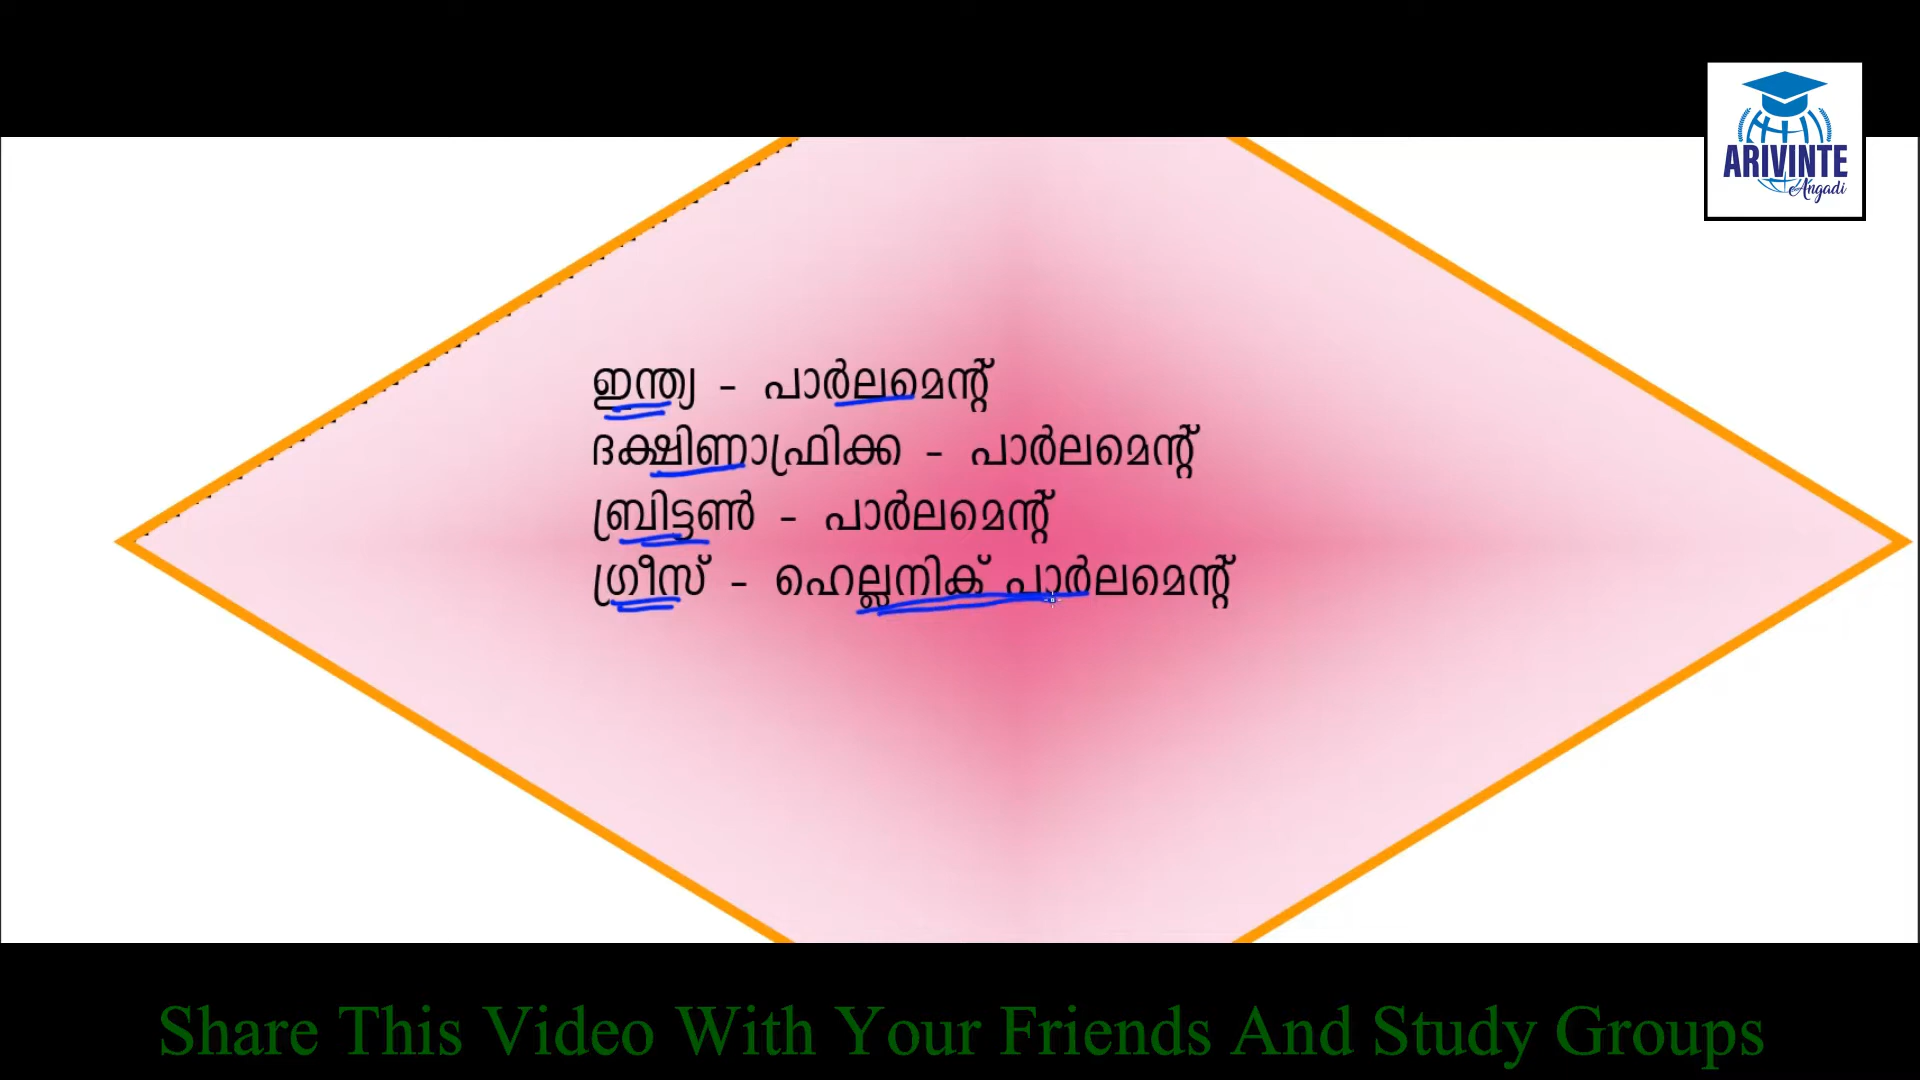 ARIVINTE
Angadi
ഇന്ത്യ - പാർലമെന്റ്
ദക്ഷിണാഫ്രിക്ക - പാർലമെന്റ്
ബ്രിട്ടൺ - പാർലമെന്റ്
ഗ്രീസ് - ഹെല്ലനിക് പാർലമെന്റ്
Share This Video With Your Friends And Study Groups